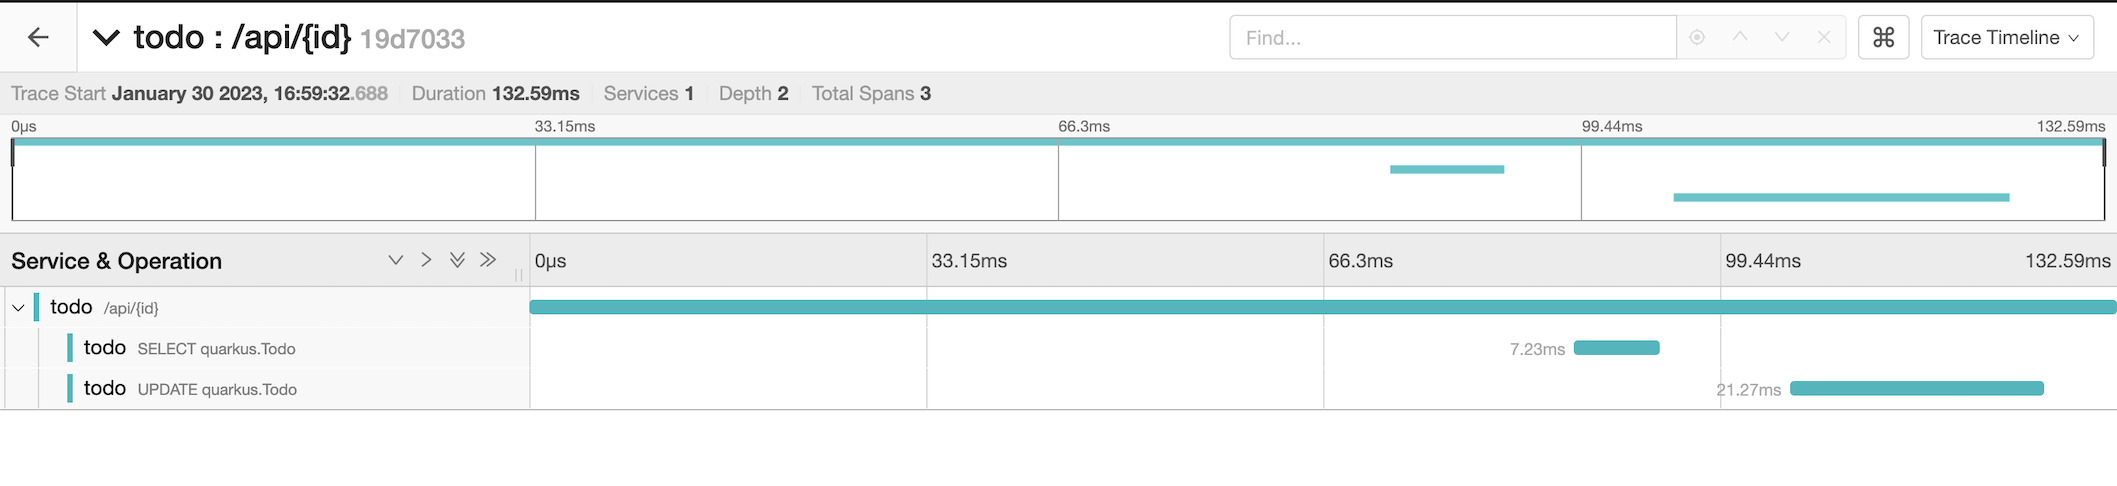 todo : /api/{id} 19d7033 Find... ⌘ Trace Timeline
Trace Start January 30 2023, 16:59:32.688 Duration 132.59ms Services 1 Depth 2 Total Spans 3
0μs 33.15ms 66.3ms 99.44ms 132.59ms
Service & Operation 0μs 33.15ms 66.3ms 99.44ms 132.59ms
todo /api/{id}
todo SELECT quarkus.Todo 7.23ms
todo UPDATE quarkus.Todo 21.27ms